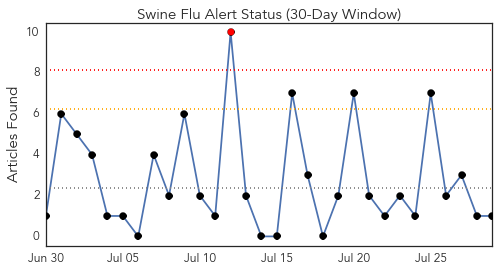 Swine Flu Alert Status (30-Day Window)
Articles Found
10
8
6
4
2
0
Jun 30
Jul 05
Jul 10
Jul 15
Jul 20
Jul 25